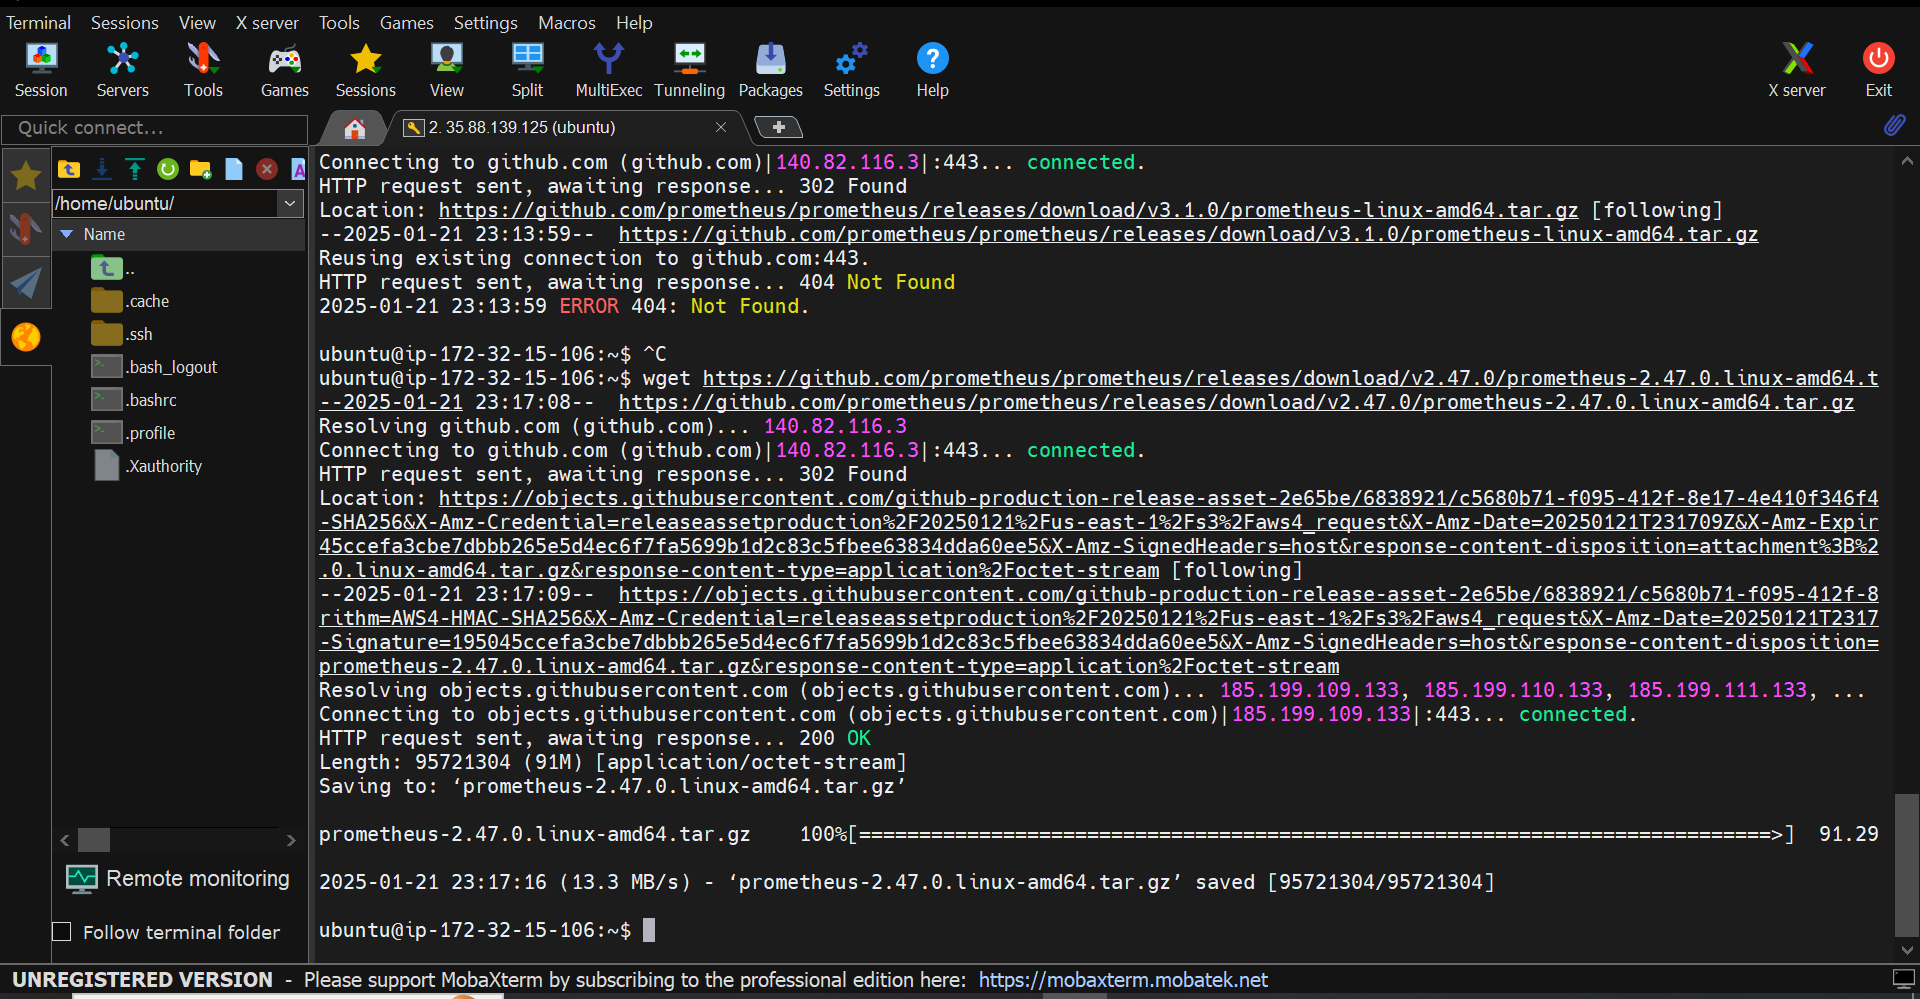 Terminal Sessions View X server Tools Games Settings Macros Help
Session Servers Tools Games Sessions View Split MultiExec Tunneling Packages Settings Help X server Exit
Quick connect...
2. 35.88.139.125 (ubuntu)
/home/ubuntu/
Name
..
.cache
.ssh
.bash_logout
.bashrc
.profile
.Xauthority
Remote monitoring
Follow terminal folder
Connecting to github.com (github.com)|140.82.116.3|:443... connected.
HTTP request sent, awaiting response... 302 Found
Location: https://github.com/prometheus/prometheus/releases/download/v3.1.0/prometheus-linux-amd64.tar.gz [following]
--2025-01-21 23:13:59-- https://github.com/prometheus/prometheus/releases/download/v3.1.0/prometheus-linux-amd64.tar.gz
Reusing existing connection to github.com:443.
HTTP request sent, awaiting response... 404 Not Found
2025-01-21 23:13:59 ERROR 404: Not Found.
ubuntu@ip-172-32-15-106:~$ ^C
ubuntu@ip-172-32-15-106:~$ wget https://github.com/prometheus/prometheus/releases/download/v2.47.0/prometheus-2.47.0.linux-amd64.t
--2025-01-21 23:17:08-- https://github.com/prometheus/prometheus/releases/download/v2.47.0/prometheus-2.47.0.linux-amd64.tar.gz
Resolving github.com (github.com)... 140.82.116.3
Connecting to github.com (github.com)|140.82.116.3|:443... connected.
HTTP request sent, awaiting response... 302 Found
Location: https://objects.githubusercontent.com/github-production-release-asset-2e65be/6838921/c5680b71-f095-412f-8e17-4e410f346f4
-SHA256&X-Amz-Credential=releaseassetproduction%2F20250121%2Fus-east-1%2Fs3%2Faws4_request&X-Amz-Date=20250121T231709Z&X-Amz-Expir
45ccefa3cbe7dbbb265e5d4ec6f7fa5699b1d2c83c5fbee63834dda60ee5&X-Amz-SignedHeaders=host&response-content-disposition=attachment%3B%2
.0.linux-amd64.tar.gz&response-content-type=application%2Foctet-stream [following]
--2025-01-21 23:17:09-- https://objects.githubusercontent.com/github-production-release-asset-2e65be/6838921/c5680b71-f095-412f-8
rithm=AWS4-HMAC-SHA256&X-Amz-Credential=releaseassetproduction%2F20250121%2Fus-east-1%2Fs3%2Faws4_request&X-Amz-Date=20250121T2317
-Signature=195045ccefa3cbe7dbbb265e5d4ec6f7fa5699b1d2c83c5fbee63834dda60ee5&X-Amz-SignedHeaders=host&response-content-disposition=
prometheus-2.47.0.linux-amd64.tar.gz&response-content-type=application%2Foctet-stream
Resolving objects.githubusercontent.com (objects.githubusercontent.com)... 185.199.109.133, 185.199.110.133, 185.199.111.133, ...
Connecting to objects.githubusercontent.com (objects.githubusercontent.com)|185.199.109.133|:443... connected.
HTTP request sent, awaiting response... 200 OK
Length: 95721304 (91M) [application/octet-stream]
Saving to: ‘prometheus-2.47.0.linux-amd64.tar.gz’
prometheus-2.47.0.linux-amd64.tar.gz 100%[============================================================================>] 91.29
2025-01-21 23:17:16 (13.3 MB/s) - ‘prometheus-2.47.0.linux-amd64.tar.gz’ saved [95721304/95721304]
ubuntu@ip-172-32-15-106:~$
UNREGISTERED VERSION - Please support MobaXterm by subscribing to the professional edition here: https://mobaxterm.mobatek.net